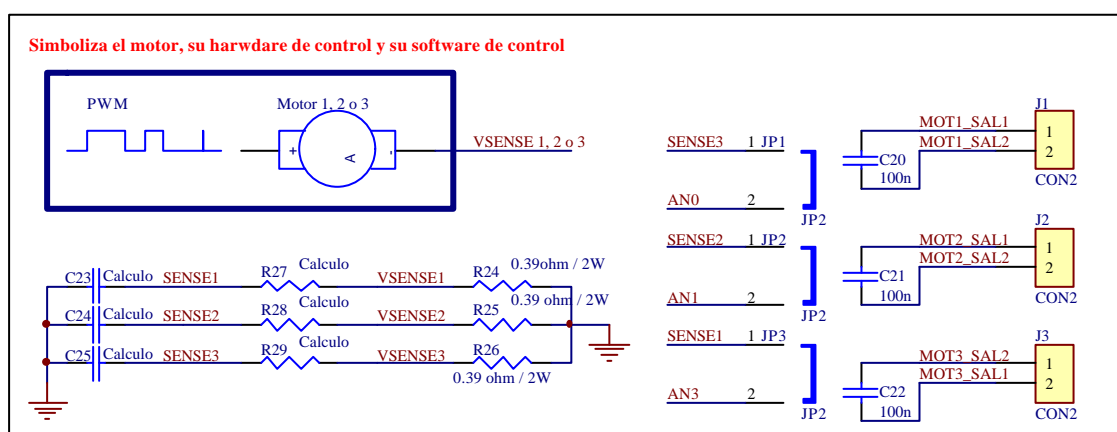 Simboliza el motor, su harwdare de control y su software de control
PWM
Motor 1, 2 o 3
+
A
-
VSENSE 1, 2 o 3
C23
Calculo
SENSE1
R27
Calculo
VSENSE1
R24
0.39ohm / 2W
C24
Calculo
SENSE2
R28
Calculo
VSENSE2
R25
0.39 ohm / 2W
C25
Calculo
SENSE3
R29
Calculo
VSENSE3
R26
0.39 ohm / 2W
SENSE3
1 JP1
AN0
2
JP2
SENSE2
1 JP2
AN1
2
JP2
SENSE1
1 JP3
AN3
2
JP2
C20
100n
MOT1_SAL1
MOT1_SAL2
J1
1
2
CON2
C21
100n
MOT2_SAL1
MOT2_SAL2
J2
1
2
CON2
C22
100n
MOT3_SAL2
MOT3_SAL1
J3
1
2
CON2